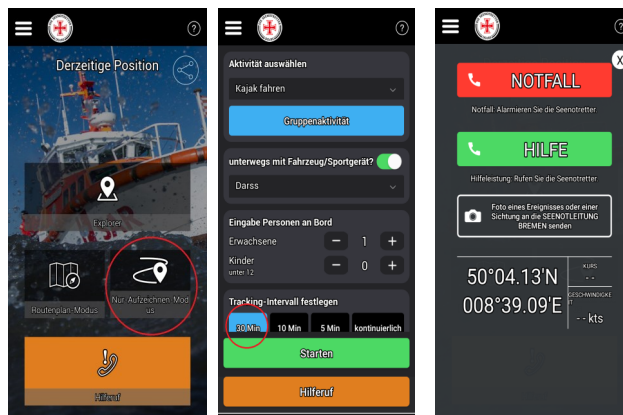 ?
Derzeitige Position
Explorer
Routenplan-Modus
Nur-Aufzeichnen-Mod
us
Hilferuf
?
Aktivität auswählen
Kajak fahren
Gruppenaktivität
unterwegs mit Fahrzeug/Sportgerät?
Darss
Eingabe Personen an Bord
Erwachsene
1
Kinder
0
unter 12
Tracking-Intervall festlegen
30 Min 10 Min 5 Min kontinuierlich
Starten
Hilferuf
?
X
NOTFALL
Notfall: Alarmieren Sie die Seenotretter.
HILFE
Hilfeleistung: Rufen Sie die Seenotretter.
Foto eines Ereignisses oder einer
Sichtung an die SEENOTLEITUNG
BREMEN senden
50°04.13'N
008°39.09'E
KURS
- -
GESCHWINDIGKE
IT
- - kts